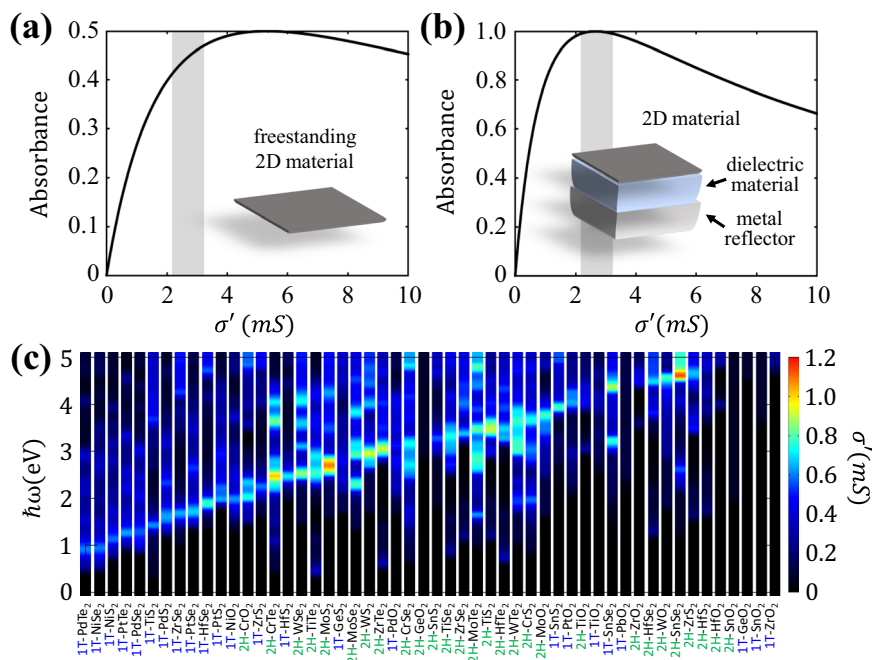 (a)
0.5
0.4
0.3
0.2
0.1
0
Absorbance
freestanding
2D material
0 2 4 6 8 10
σ′ (mS)
(b)
1.0
0.8
0.6
0.4
0.2
0
Absorbance
2D material
dielectric
material
metal
reflector
0 2 4 6 8 10
σ′ (mS)
(c)
5
4
3
2
1
0
ℏω(eV)
1.2
1.0
0.8
0.6
0.4
0.2
0
σ′(mS)
1T-PdTe₂
1T-NiSe₂
1T-NiS₂
1T-PtTe₂
1T-PdSe₂
1T-TiS₂
1T-PdS₂
1T-ZrSe₂
1T-PtSe₂
1T-HfSe₂
1T-PtS₂
1T-NiO₂
2H-CrO₂
1T-ZrS₂
2H-CrTe₂
1T-HfS₂
2H-WSe₂
2H-TiTe₂
2H-MoS₂
1T-GeS₂
2H-MoSe₂
2H-WS₂
2H-ZrTe₂
1T-PdO₂
2H-CrSe₂
2H-GeO₂
2H-SnS₂
2H-TiSe₂
2H-ZrSe₂
2H-MoTe₂
2H-TiS₂
2H-HfTe₂
2H-WTe₂
2H-CrS₂
2H-MoO₂
1T-SnS₂
1T-PtO₂
2H-TiO₂
1T-TiO₂
1T-SnSe₂
1T-PbO₂
2H-ZrO₂
2H-HfSe₂
2H-WO₂
2H-SnSe₂
2H-ZrS₂
2H-HfS₂
2H-HfO₂
2H-SnO₂
1T-GeO₂
1T-SnO₂
1T-ZrO₂